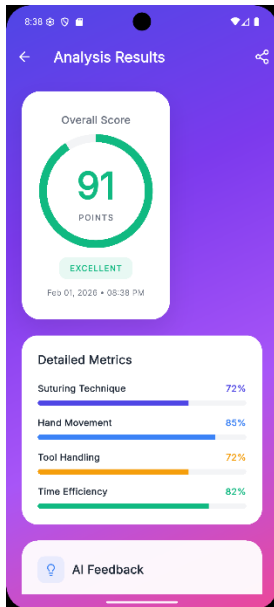 8:38
Analysis Results
Overall Score
91
POINTS
EXCELLENT
Feb 01, 2026 • 08:38 PM
Detailed Metrics
Suturing Technique 72%
Hand Movement 85%
Tool Handling 72%
Time Efficiency 82%
AI Feedback